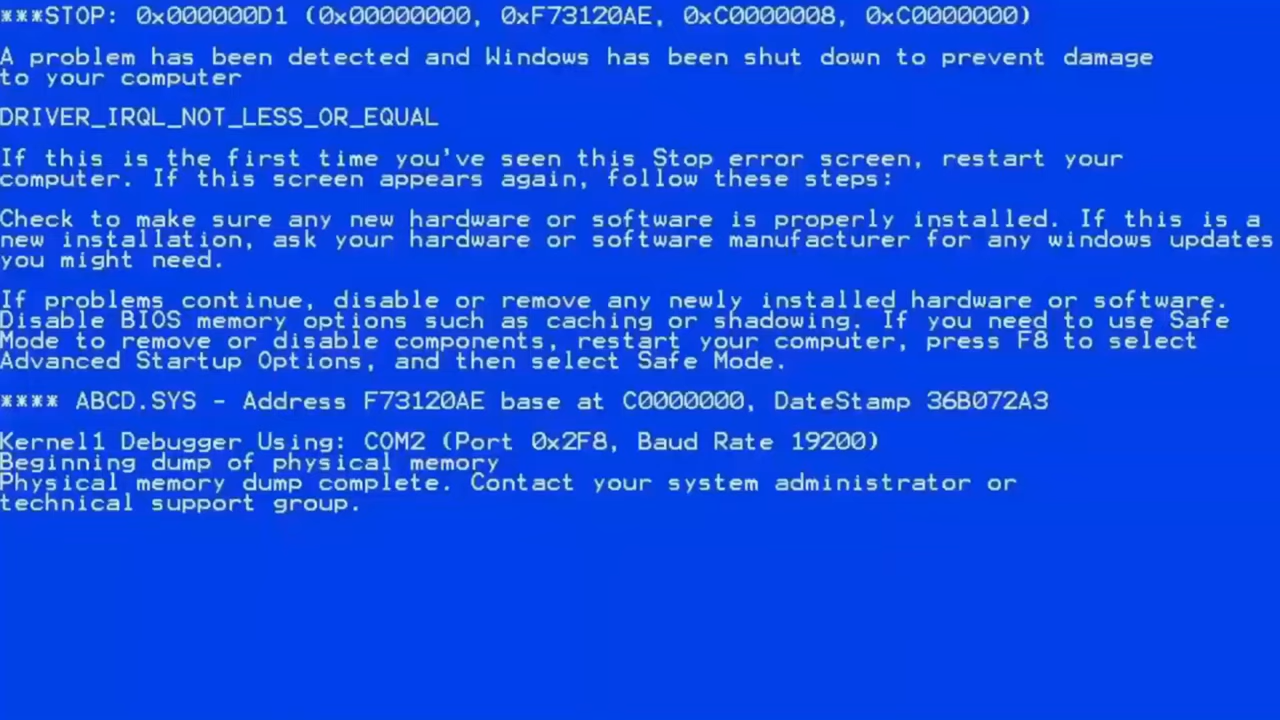 ***STOP: 0x000000D1 (0x00000000, 0xF73120AE, 0xC0000008, 0xC0000000)
A problem has been detected and Windows has been shut down to prevent damage
to your computer
DRIVER_IRQL_NOT_LESS_OR_EQUAL
If this is the first time you've seen this Stop error screen, restart your
computer. If this screen appears again, follow these steps:
Check to make sure any new hardware or software is properly installed. If this is a
new installation, ask your hardware or software manufacturer for any windows updates
you might need.
If problems continue, disable or remove any newly installed hardware or software.
Disable BIOS memory options such as caching or shadowing. If you need to use Safe
Mode to remove or disable components, restart your computer, press F8 to select
Advanced Startup Options, and then select Safe Mode.
**** ABCD.SYS - Address F73120AE base at C0000000, DateStamp 36B072A3
Kernel1 Debugger Using: COM2 (Port 0x2F8, Baud Rate 19200)
Beginning dump of physical memory
Physical memory dump complete. Contact your system administrator or
technical support group.